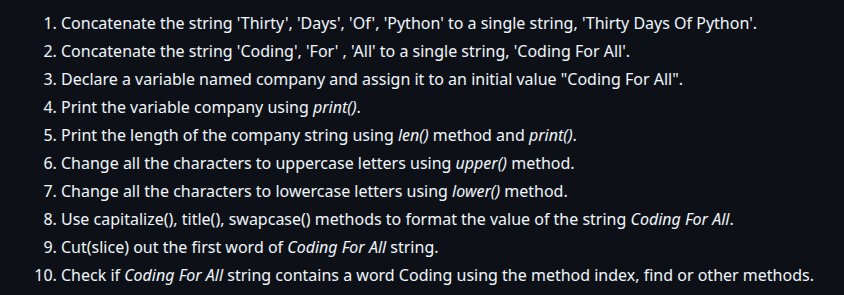 1. Concatenate the string 'Thirty', 'Days', 'Of', 'Python' to a single string, 'Thirty Days Of Python'.
2. Concatenate the string 'Coding', 'For' , 'All' to a single string, 'Coding For All'.
3. Declare a variable named company and assign it to an initial value "Coding For All".
4. Print the variable company using print().
5. Print the length of the company string using len() method and print().
6. Change all the characters to uppercase letters using upper() method.
7. Change all the characters to lowercase letters using lower() method.
8. Use capitalize(), title(), swapcase() methods to format the value of the string Coding For All.
9. Cut(slice) out the first word of Coding For All string.
10. Check if Coding For All string contains a word Coding using the method index, find or other methods.